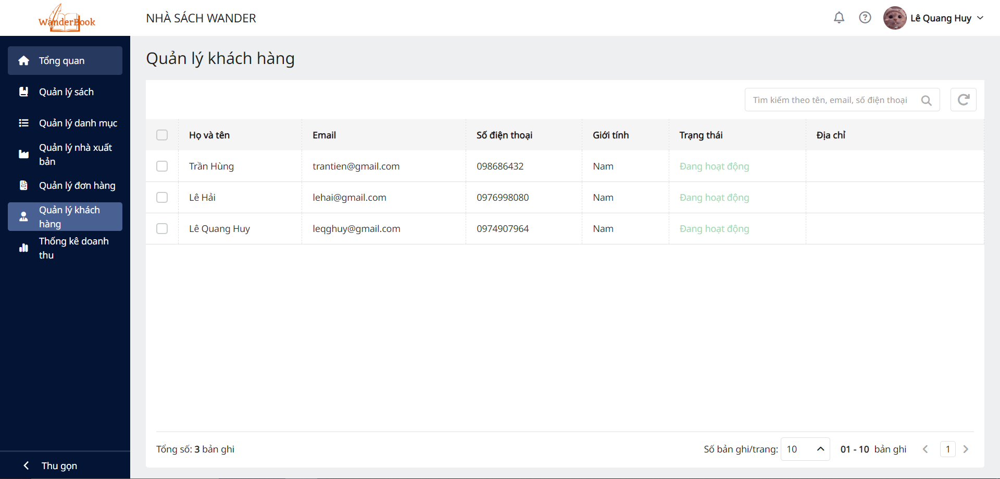 WanderBook
NHÀ SÁCH WANDER
Lê Quang Huy
Tổng quan
Quản lý sách
Quản lý danh mục
Quản lý nhà xuất
bản
Quản lý đơn hàng
Quản lý khách
hàng
Thống kê doanh
thu
Thu gọn
Quản lý khách hàng
Tìm kiếm theo tên, email, số điện thoại
Họ và tên Email Số điện thoại Giới tính Trạng thái Địa chỉ
Trần Hùng trantien@gmail.com 098686432 Nam Đang hoạt động
Lê Hải lehai@gmail.com 0976998080 Nam Đang hoạt động
Lê Quang Huy leqghuy@gmail.com 0974907964 Nam Đang hoạt động
Tổng số: 3 bản ghi Số bản ghi/trang: 10 01 - 10 bản ghi 1